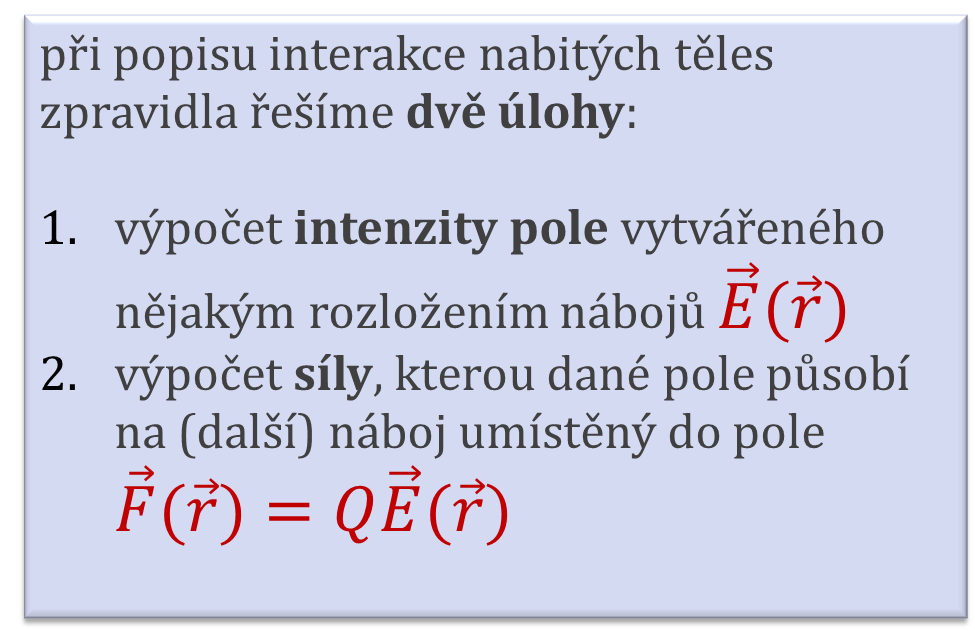 při popisu interakce nabitých těles
zpravidla řešíme dvě úlohy:
1. výpočet intenzity pole vytvářeného
nějakým rozložením nábojů $\vec{E}(\vec{r})$
2. výpočet síly, kterou dané pole působí
na (další) náboj umístěný do pole
$\vec{F}(\vec{r}) = Q\vec{E}(\vec{r})$